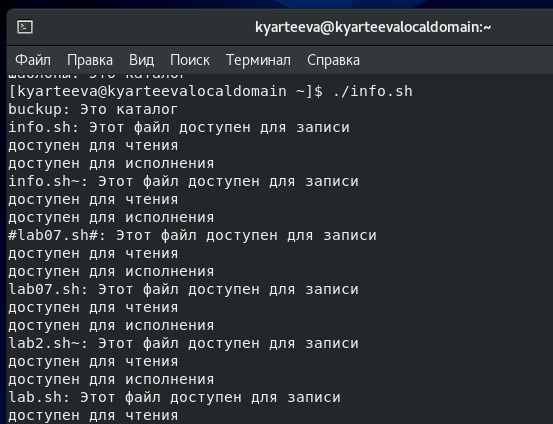 kyarteeva@kyarteevalocaldomain:~
Файл Правка Вид Поиск Терминал Справка
шаблоны: Это каталог
[kyarteeva@kyarteevalocaldomain ~]$ ./info.sh
buckup: Это каталог
info.sh: Этот файл доступен для записи
доступен для чтения
доступен для исполнения
info.sh~: Этот файл доступен для записи
доступен для чтения
доступен для исполнения
#lab07.sh#: Этот файл доступен для записи
доступен для чтения
доступен для исполнения
lab07.sh: Этот файл доступен для записи
доступен для чтения
доступен для исполнения
lab2.sh~: Этот файл доступен для записи
доступен для чтения
доступен для исполнения
lab.sh: Этот файл доступен для записи
доступен для чтения